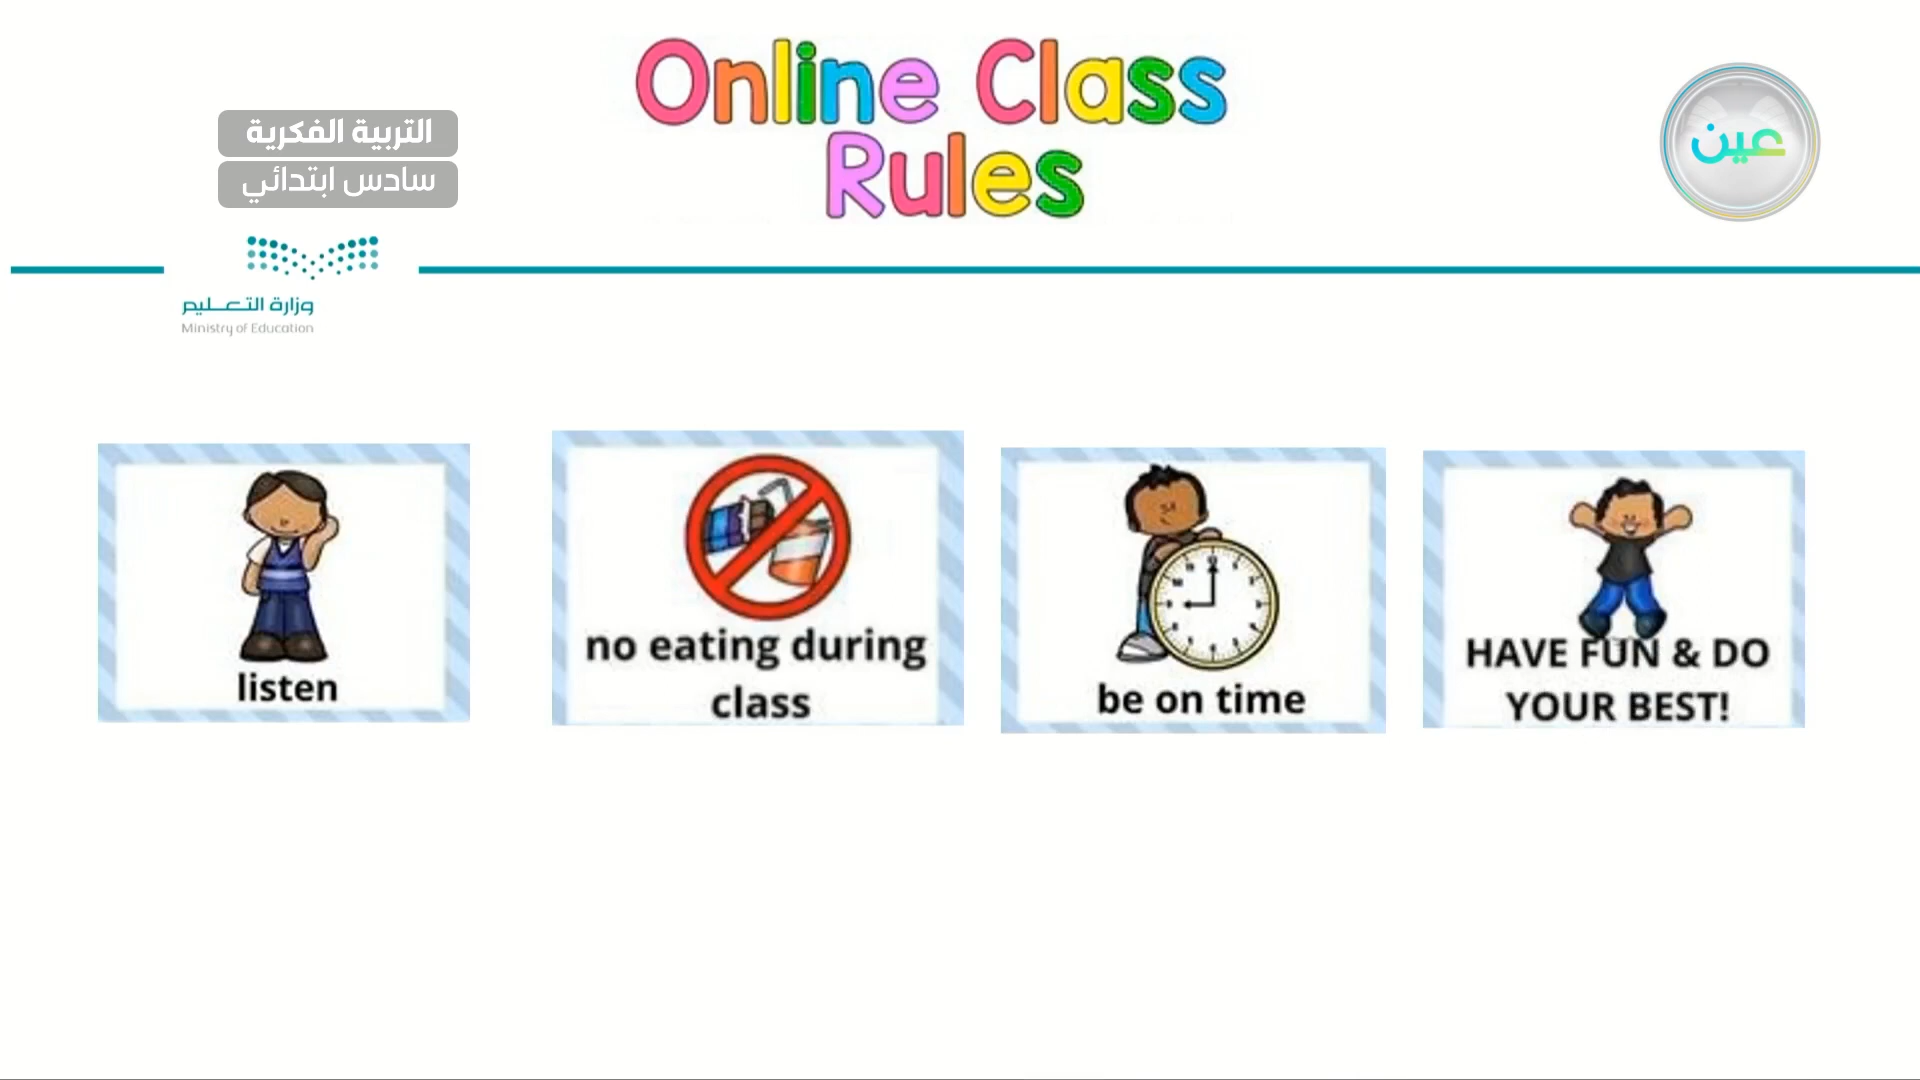 Online Class
Rules
التربية الفكرية
سادس ابتدائي
عين
وزارة التعليم
Ministry of Education
listen
no eating during
class
be on time
HAVE FUN & DO
YOUR BEST!